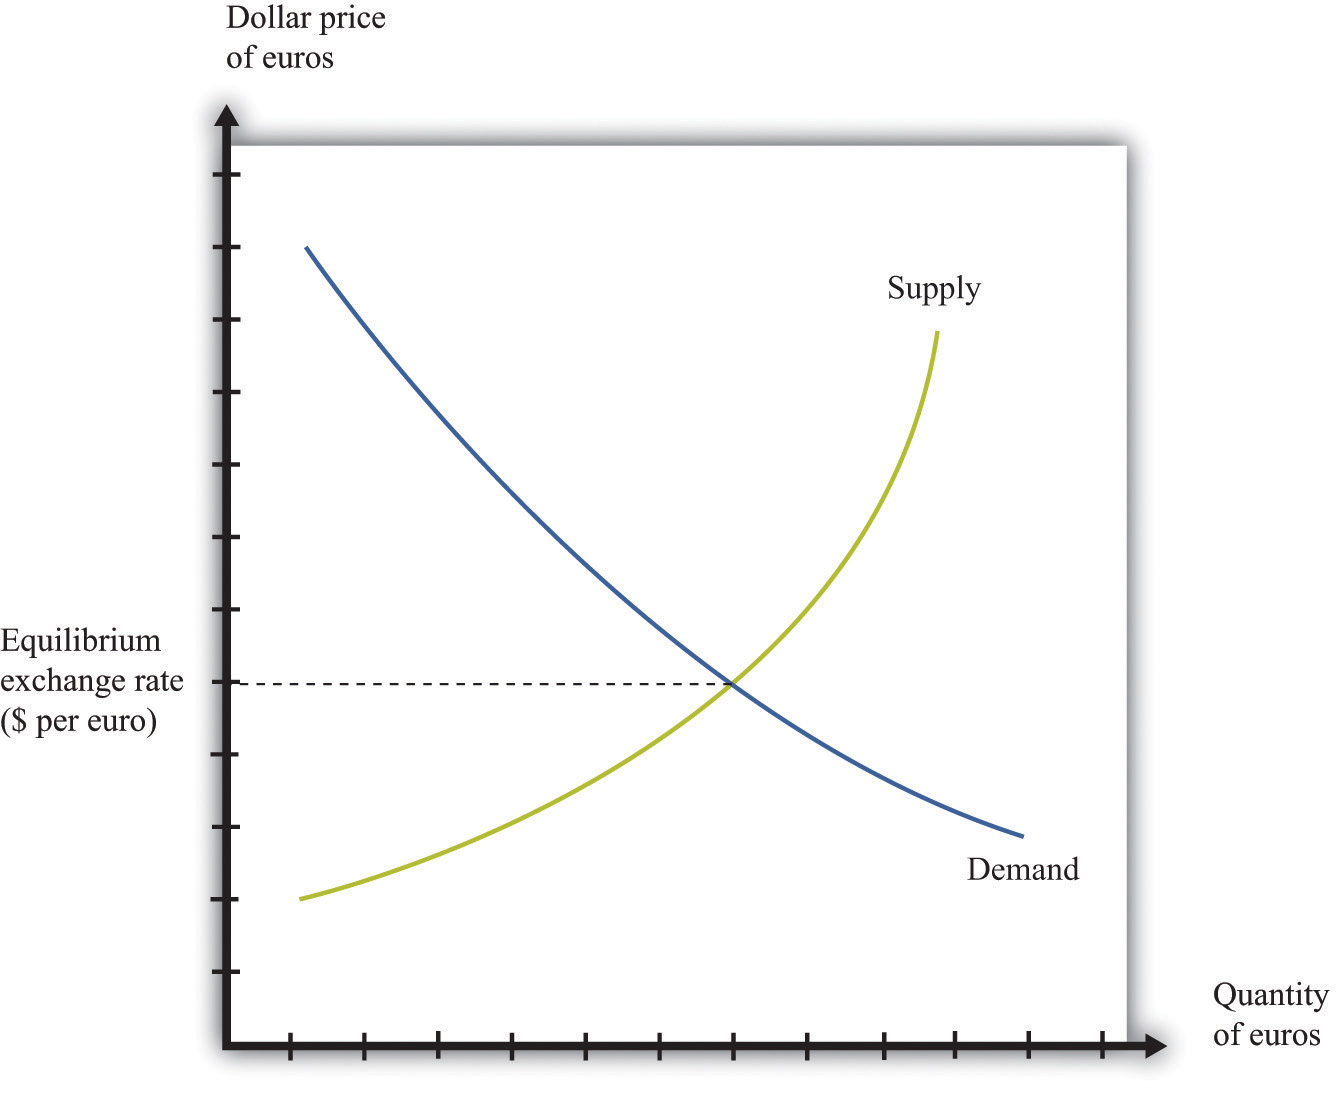 Dollar price
of euros
Supply
Equilibrium
exchange rate
($ per euro)
Demand
Quantity
of euros